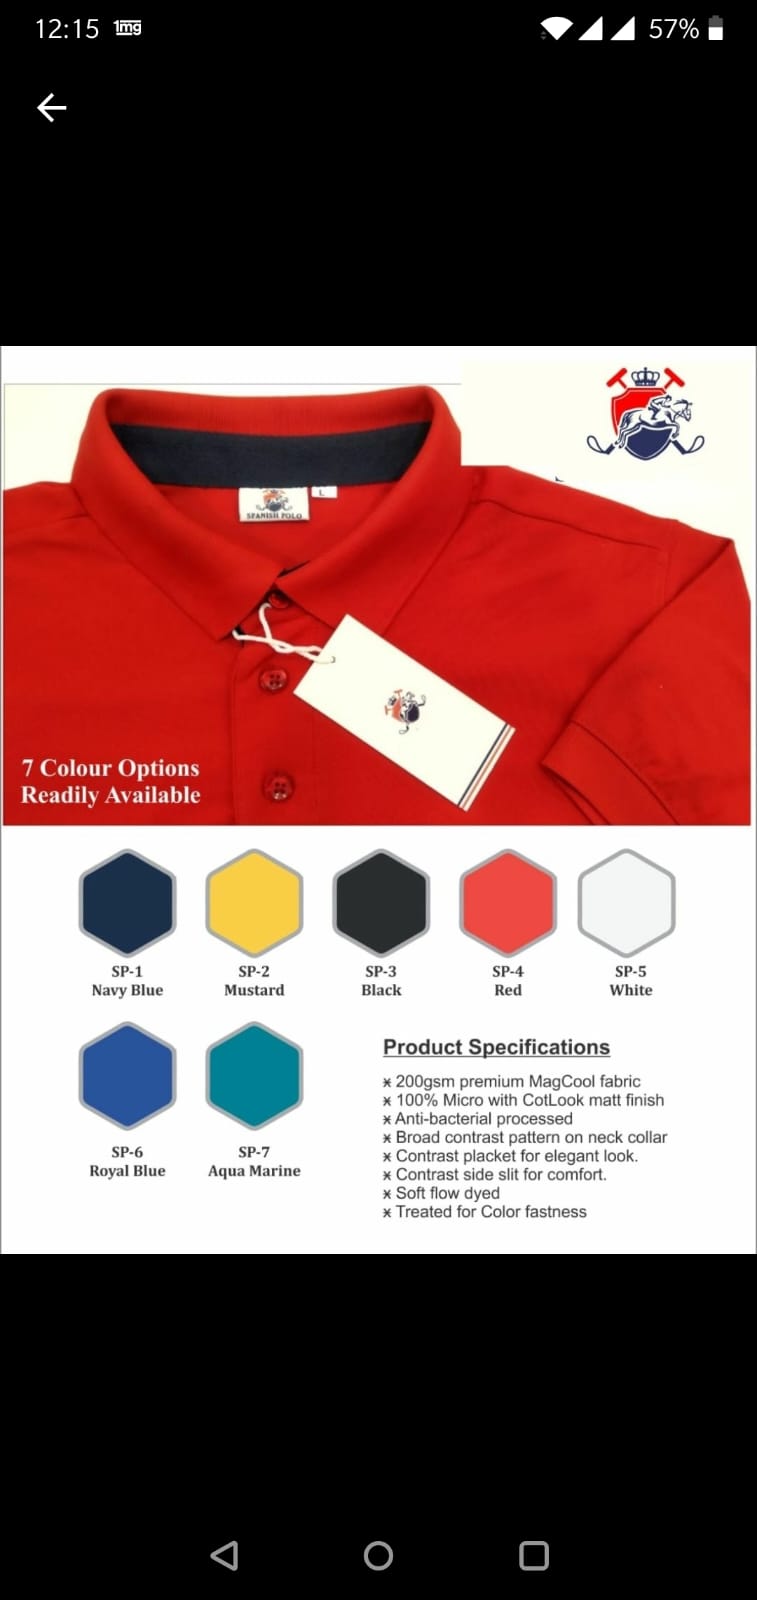 12:15 1mg 57%
SPANISH POLO
L
7 Colour Options
Readily Available
SP-1
Navy Blue
SP-2
Mustard
SP-3
Black
SP-4
Red
SP-5
White
SP-6
Royal Blue
SP-7
Aqua Marine
Product Specifications
* 200gsm premium MagCool fabric
* 100% Micro with CotLook matt finish
* Anti-bacterial processed
* Broad contrast pattern on neck collar
* Contrast placket for elegant look.
* Contrast side slit for comfort.
* Soft flow dyed
* Treated for Color fastness